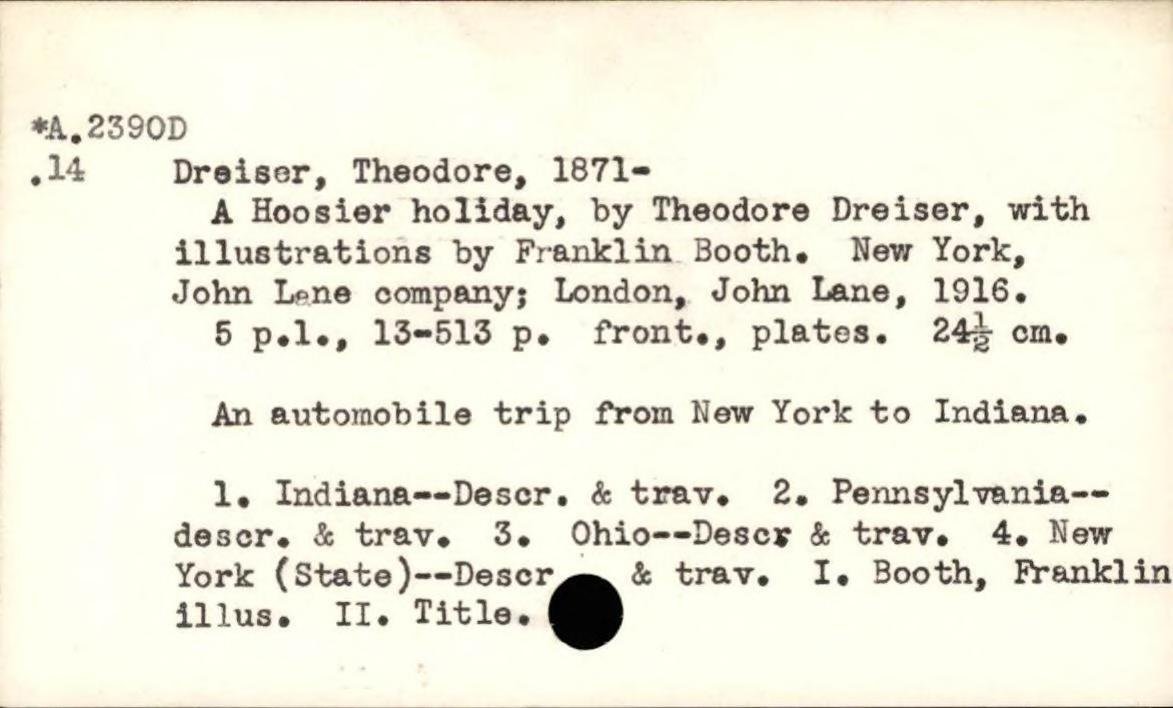 *A.2390D
.14 Dreiser, Theodore, 1871-
A Hoosier holiday, by Theodore Dreiser, with
illustrations by Franklin Booth. New York,
John Lane company; London, John Lane, 1916.
5 p.l., 13-513 p. front., plates. 24½ cm.
An automobile trip from New York to Indiana.
1. Indiana--Descr. & trav. 2. Pennsylvania--
descr. & trav. 3. Ohio--Descr & trav. 4. New
York (State)--Descr & trav. I. Booth, Franklin
illus. II. Title.